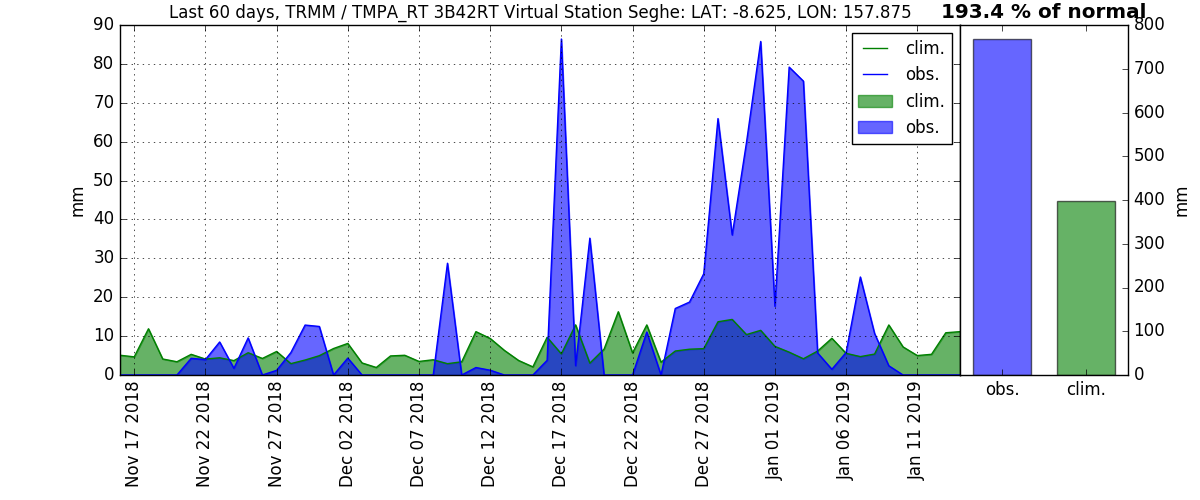 Last 60 days, TRMM / TMPA_RT 3B42RT Virtual Station Seghe: LAT: -8.625, LON: 157.875
193.4 % of normal
90
80
70
60
50
40
30
20
10
0
mm
clim.
obs.
clim.
obs.
Nov 17 2018
Nov 22 2018
Nov 27 2018
Dec 02 2018
Dec 07 2018
Dec 12 2018
Dec 17 2018
Dec 22 2018
Dec 27 2018
Jan 01 2019
Jan 06 2019
Jan 11 2019
800
700
600
500
400
300
200
100
0
mm
obs.
clim.